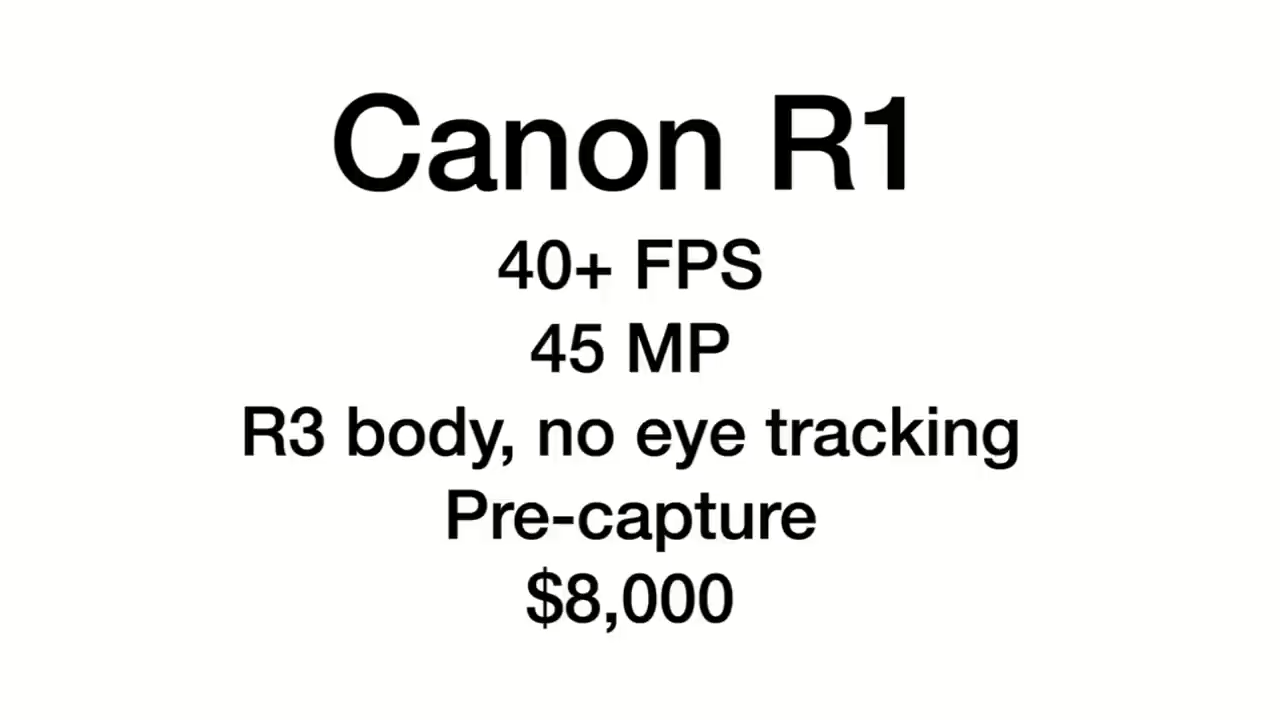 Canon R1
40+ FPS
45 MP
R3 body, no eye tracking
Pre-capture
$8,000